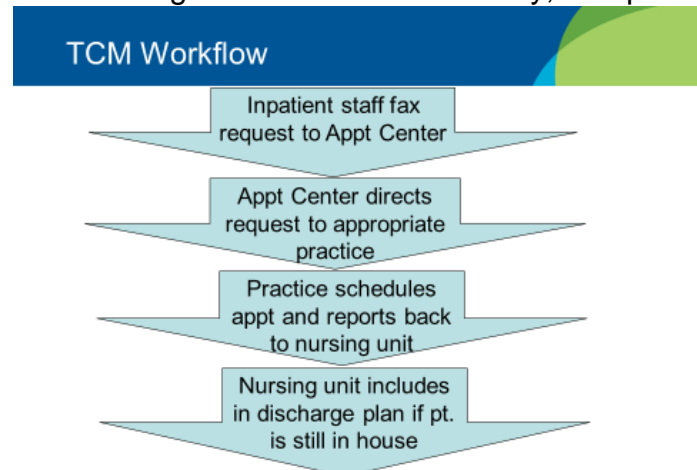 TCM Workflow
Inpatient staff fax
request to Appt Center
Appt Center directs
request to appropriate
practice
Practice schedules
appt and reports back
to nursing unit
Nursing unit includes
in discharge plan if pt.
is still in house